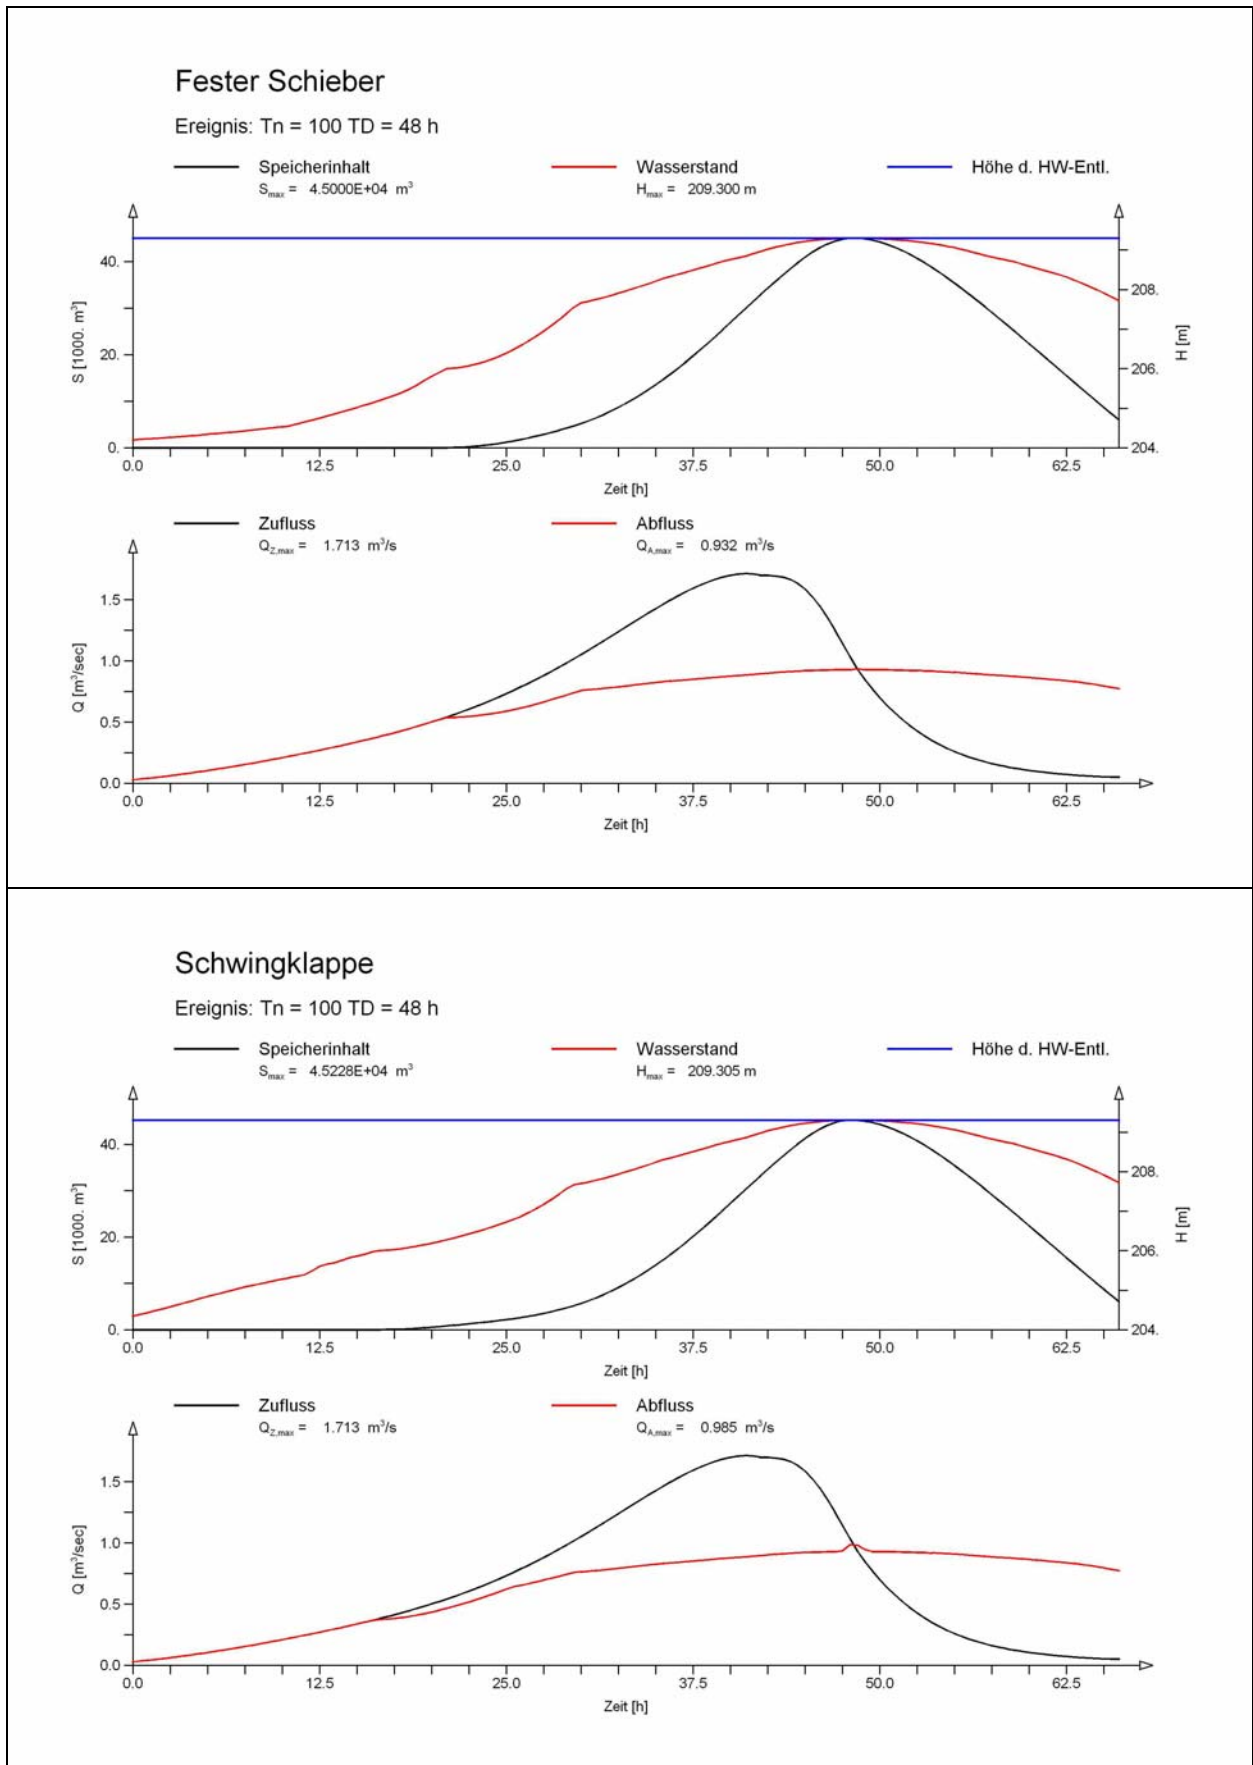 Fester Schieber
Ereignis: Tn = 100 TD = 48 h
Speicherinhalt Wasserstand Höhe d. HW-Entl.
Smax = 4.5000E+04 m³ Hmax = 209.300 m
S [1000. m³]
40.
20.
0.
H [m]
208.
206.
204.
0.0 12.5 25.0 37.5 50.0 62.5
Zeit [h]
Zufluss Abfluss
QZ,max = 1.713 m³/s QA,max = 0.932 m³/s
Q [m³/sec]
1.5
1.0
0.5
0.0
0.0 12.5 25.0 37.5 50.0 62.5
Zeit [h]
Schwingklappe
Ereignis: Tn = 100 TD = 48 h
Speicherinhalt Wasserstand Höhe d. HW-Entl.
Smax = 4.5228E+04 m³ Hmax = 209.305 m
S [1000. m³]
40.
20.
0.
H [m]
208.
206.
204.
0.0 12.5 25.0 37.5 50.0 62.5
Zeit [h]
Zufluss Abfluss
QZ,max = 1.713 m³/s QA,max = 0.985 m³/s
Q [m³/sec]
1.5
1.0
0.5
0.0
0.0 12.5 25.0 37.5 50.0 62.5
Zeit [h]